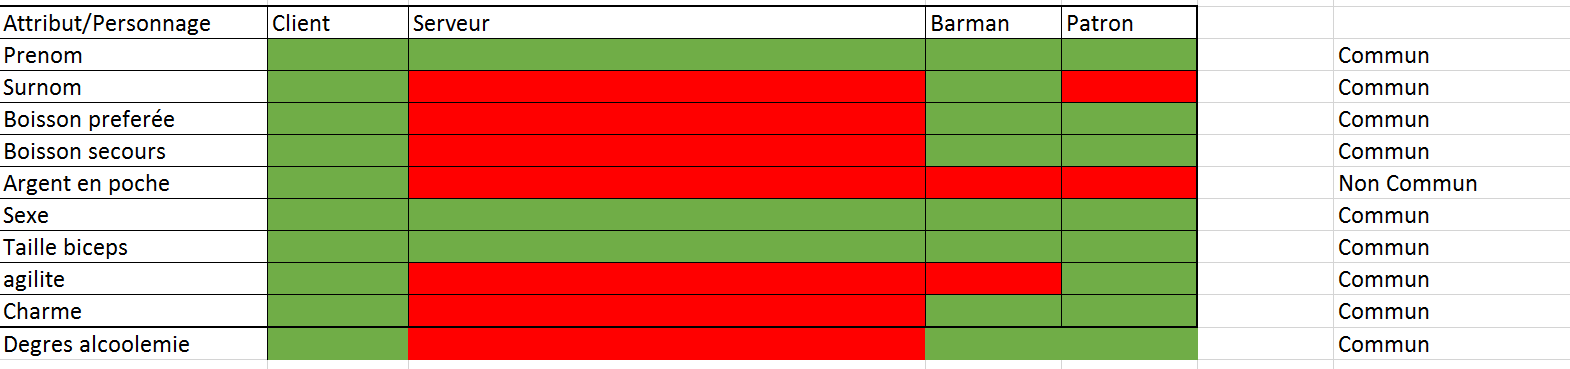 Attribut/Personnage Client Serveur Barman Patron
Prenom Commun
Surnom Commun
Boisson preferée Commun
Boisson secours Commun
Argent en poche Non Commun
Sexe Commun
Taille biceps Commun
agilite Commun
Charme Commun
Degres alcoolemie Commun